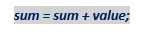 sum = sum + value;